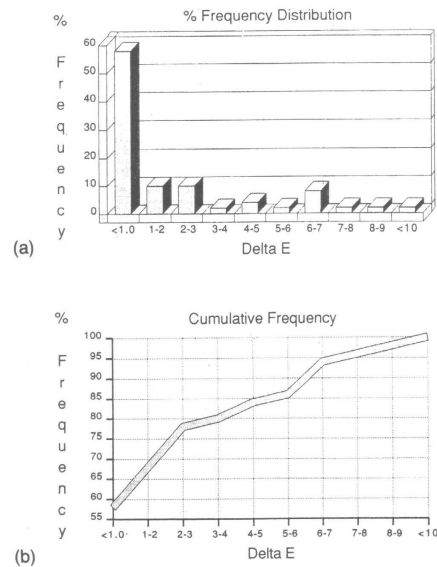 % Frequency Distribution
%
F
r
e
q
u
e
n
c
y
60
50
40
30
20
10
0
<1.0 1-2 2-3 3-4 4-5 5-6 6-7 7-8 8-9 <10
Delta E
(a)
Cumulative Frequency
%
F
r
e
q
u
e
n
c
y
100
95
90
85
80
75
70
65
60
55
<1.0 1-2 2-3 3-4 4-5 5-6 6-7 7-8 8-9 <10
Delta E
(b)